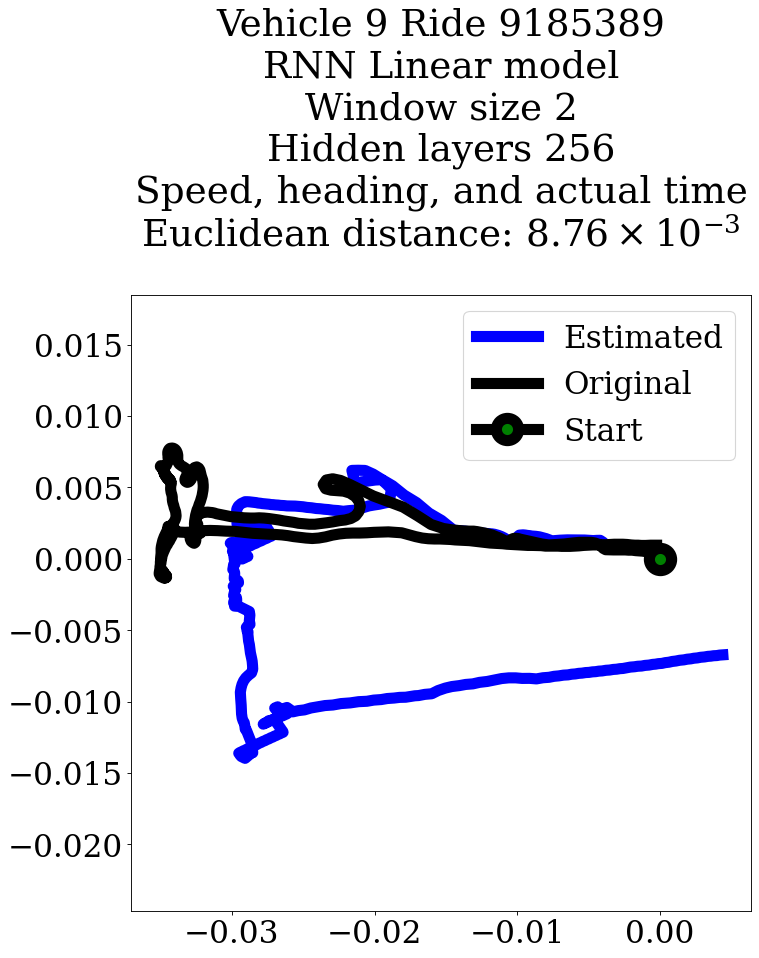 Vehicle 9 Ride 9185389
RNN Linear model
Window size 2
Hidden layers 256
Speed, heading, and actual time
Euclidean distance: 8.76 × 10⁻³
Estimated
Original
Start
0.015
0.010
0.005
0.000
−0.005
−0.010
−0.015
−0.020
−0.03
−0.02
−0.01
0.00